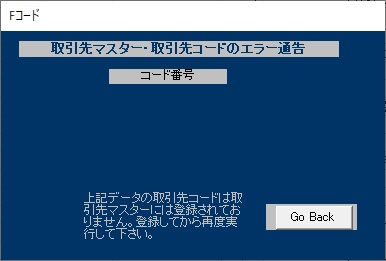 Fコード
取引先マスター・取引先コードのエラー通告
コード番号
上記データの取引先コードは取
引先マスターには登録されてお
りません。登録してから再度実
行して下さい。
Go Back